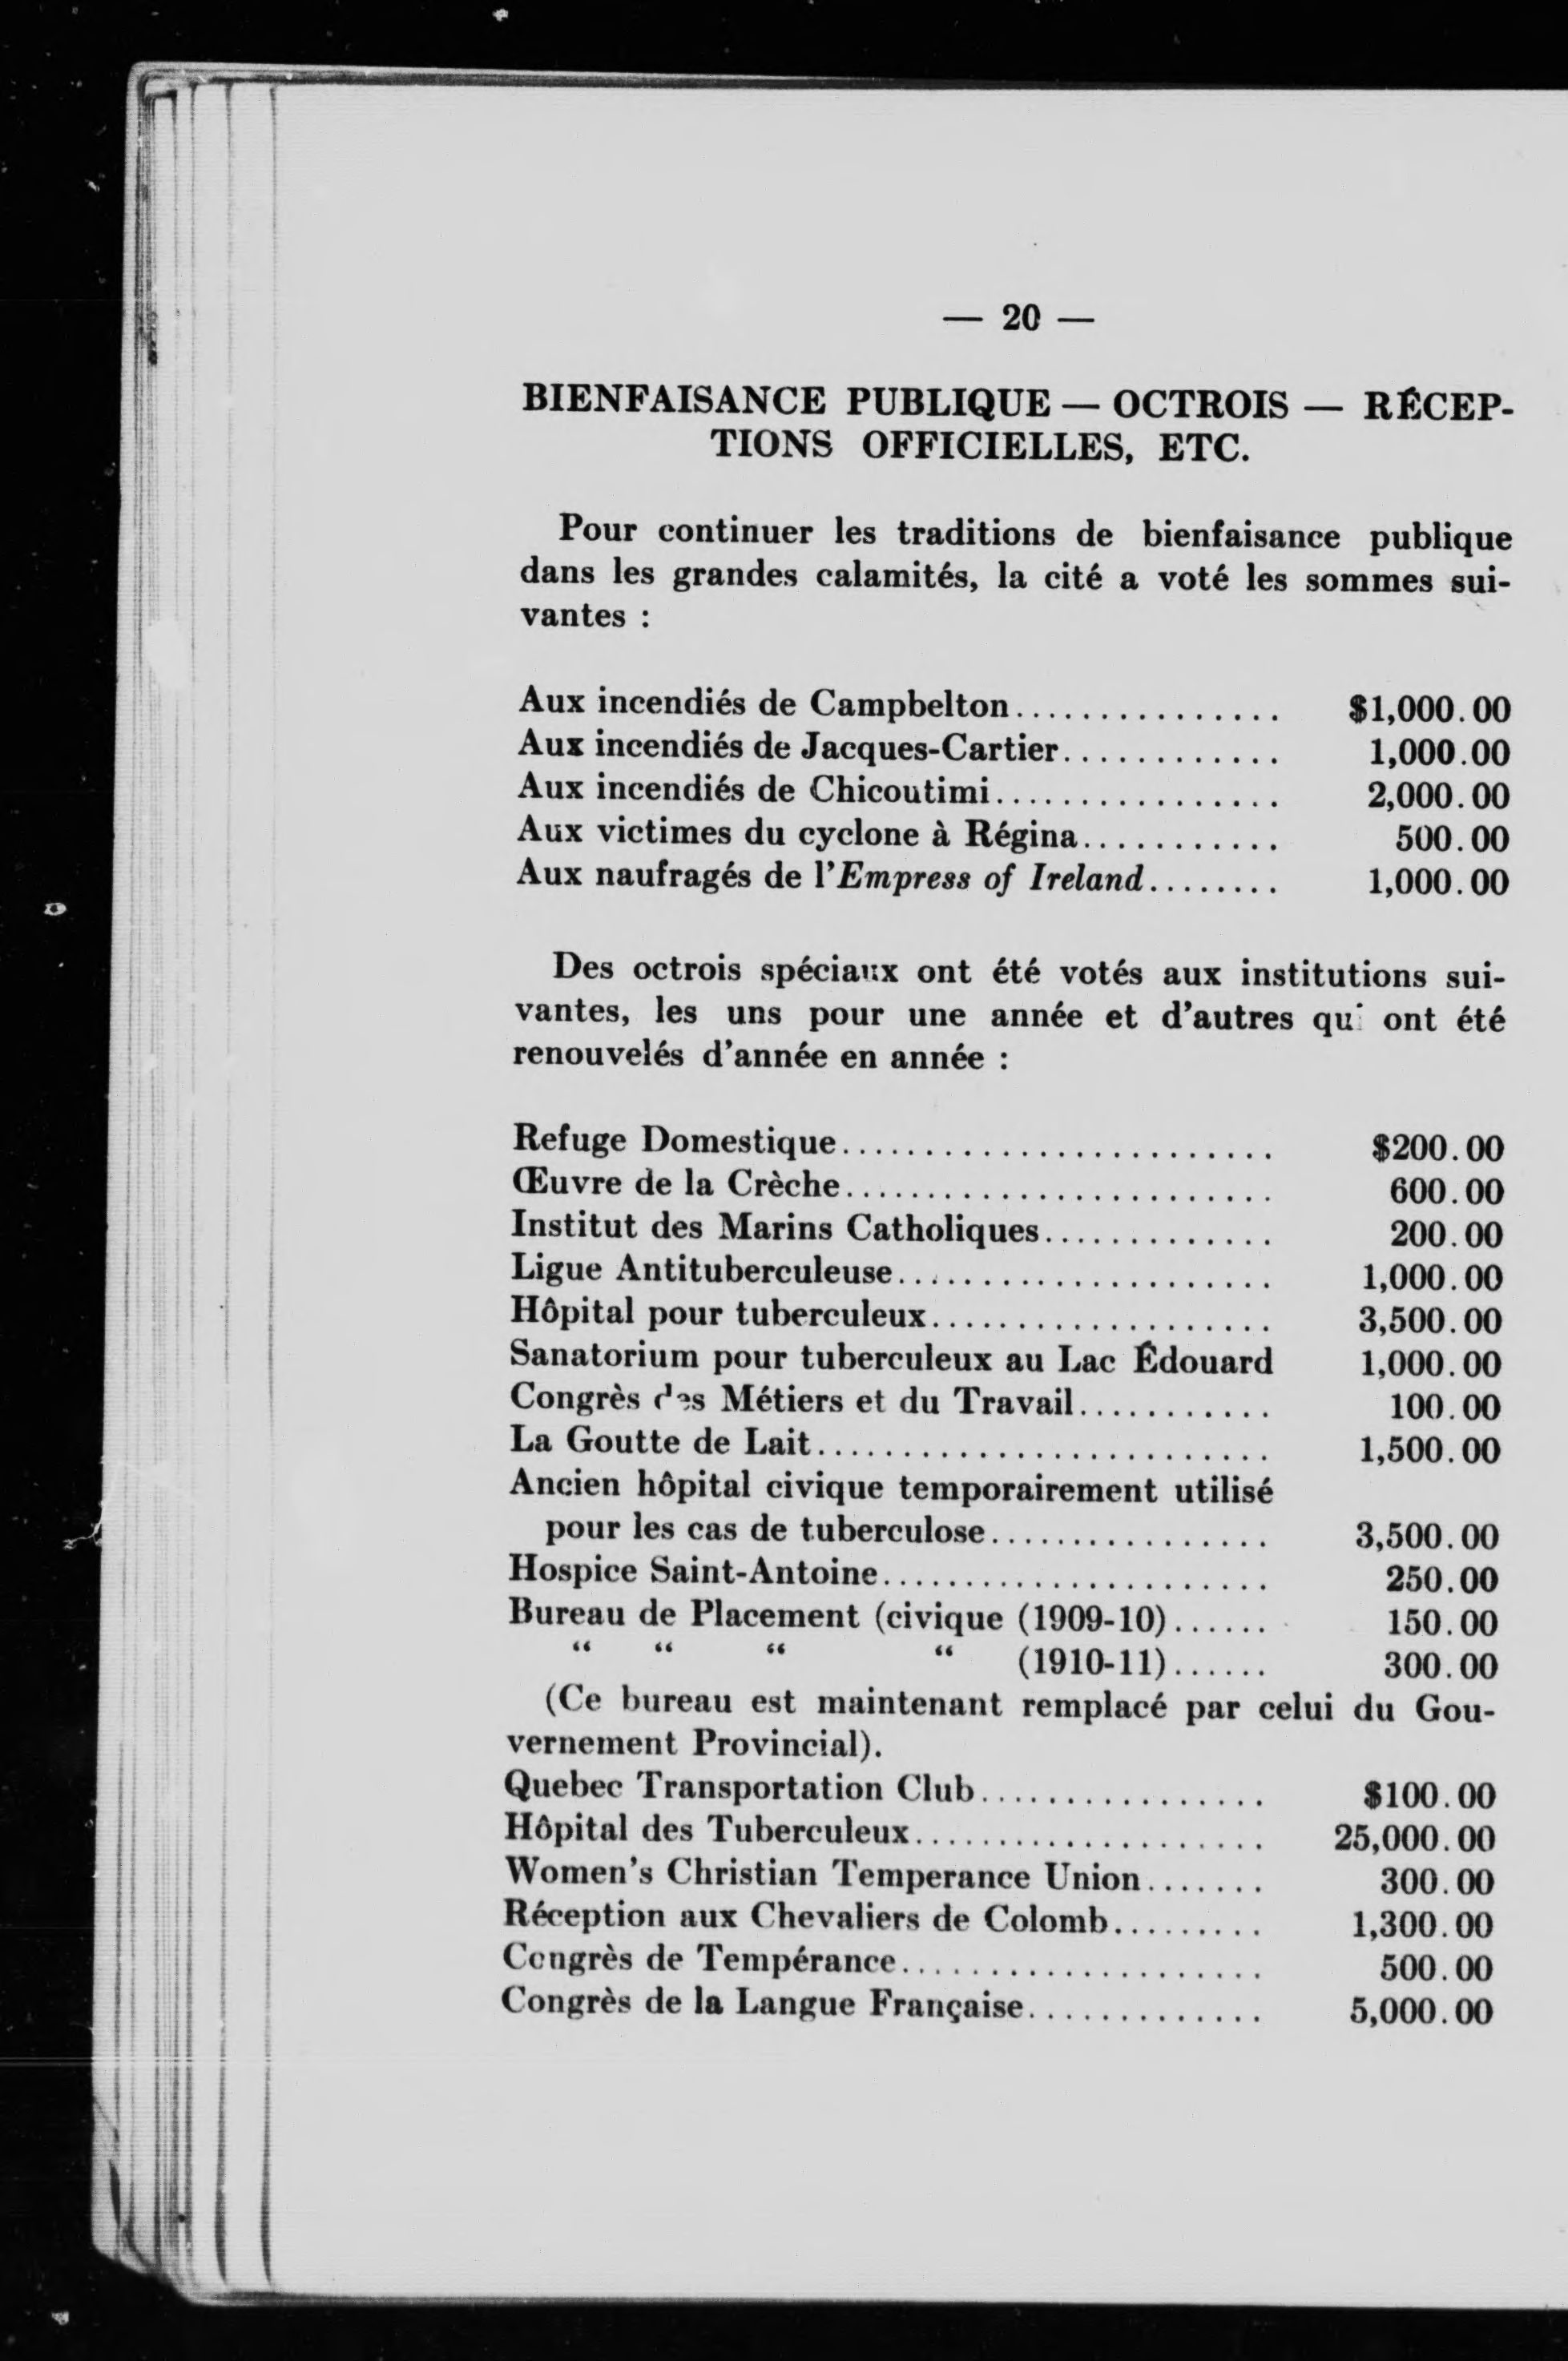 — 20 —
BIENFAISANCE PUBLIQUE — OCTROIS — RÉCEP-
TIONS OFFICIELLES, ETC.
Pour continuer les traditions de bienfaisance publique
dans les grandes calamités, la cité a voté les sommes sui-
vantes :
Aux incendiés de Campbelton................ $1,000.00
Aux incendiés de Jacques-Cartier............. 1,000.00
Aux incendiés de Chicoutimi................. 2,000.00
Aux victimes du cyclone à Régina............ 500.00
Aux naufragés de l'Empress of Ireland........ 1,000.00
Des octrois spéciaux ont été votés aux institutions sui-
vantes, les uns pour une année et d'autres qui ont été
renouvelés d'année en année :
Refuge Domestique.......................... $200.00
Œuvre de la Crèche.......................... 600.00
Institut des Marins Catholiques.............. 200.00
Ligue Antituberculeuse....................... 1,000.00
Hôpital pour tuberculeux..................... 3,500.00
Sanatorium pour tuberculeux au Lac Édouard 1,000.00
Congrès des Métiers et du Travail............ 100.00
La Goutte de Lait............................ 1,500.00
Ancien hôpital civique temporairement utilisé
pour les cas de tuberculose................. 3,500.00
Hospice Saint-Antoine........................ 250.00
Bureau de Placement (civique (1909-10)...... 150.00
“ “ “ “ (1910-11)...... 300.00
(Ce bureau est maintenant remplacé par celui du Gou-
vernement Provincial).
Quebec Transportation Club................. $100.00
Hôpital des Tuberculeux..................... 25,000.00
Women's Christian Temperance Union....... 300.00
Réception aux Chevaliers de Colomb......... 1,300.00
Congrès de Tempérance...................... 500.00
Congrès de la Langue Française.............. 5,000.00